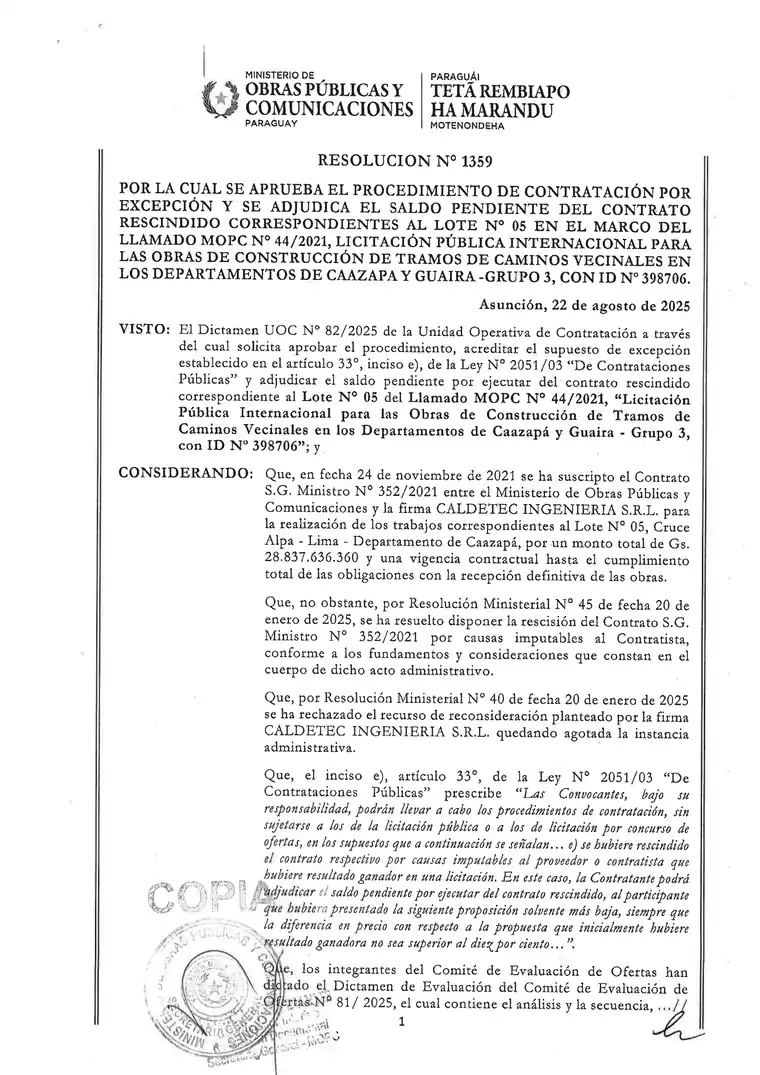 MINISTERIO DE
OBRAS PÚBLICAS Y
COMUNICACIONES
PARAGUAY
PARAGUÁI
TETÃ REMBIAPO
HA MARANDU
MOTENONDEHA
RESOLUCION Nº 1359
POR LA CUAL SE APRUEBA EL PROCEDIMIENTO DE CONTRATACIÓN POR
EXCEPCIÓN Y SE ADJUDICA EL SALDO PENDIENTE DEL CONTRATO
RESCINDIDO CORRESPONDIENTES AL LOTE Nº 05 EN EL MARCO DEL
LLAMADO MOPC Nº 44/2021, LICITACIÓN PÚBLICA INTERNACIONAL PARA
LAS OBRAS DE CONSTRUCCIÓN DE TRAMOS DE CAMINOS VECINALES EN
LOS DEPARTAMENTOS DE CAAZAPA Y GUAIRA -GRUPO 3, CON ID Nº 398706.
Asunción, 22 de agosto de 2025
VISTO: El Dictamen UOC Nº 82/2025 de la Unidad Operativa de Contratación a través
del cual solicita aprobar el procedimiento, acreditar el supuesto de excepción
establecido en el artículo 33º, inciso e), de la Ley Nº 2051/03 “De Contrataciones
Públicas” y adjudicar el saldo pendiente por ejecutar del contrato rescindido
correspondiente al Lote Nº 05 del Llamado MOPC Nº 44/2021, “Licitación
Pública Internacional para las Obras de Construcción de Tramos de
Caminos Vecinales en los Departamentos de Caazapá y Guaira - Grupo 3,
con ID Nº 398706”; y
CONSIDERANDO: Que, en fecha 24 de noviembre de 2021 se ha suscripto el Contrato
S.G. Ministro Nº 352/2021 entre el Ministerio de Obras Públicas y
Comunicaciones y la firma CALDETEC INGENIERIA S.R.L. para
la realización de los trabajos correspondientes al Lote Nº 05, Cruce
Alpa - Lima - Departamento de Caazapá, por un monto total de Gs.
28.837.636.360 y una vigencia contractual hasta el cumplimiento
total de las obligaciones con la recepción definitiva de las obras.
Que, no obstante, por Resolución Ministerial Nº 45 de fecha 20 de
enero de 2025, se ha resuelto disponer la rescisión del Contrato S.G.
Ministro Nº 352/2021 por causas imputables al Contratista,
conforme a los fundamentos y consideraciones que constan en el
cuerpo de dicho acto administrativo.
Que, por Resolución Ministerial Nº 40 de fecha 20 de enero de 2025
se ha rechazado el recurso de reconsideración planteado por la firma
CALDETEC INGENIERIA S.R.L. quedando agotada la instancia
administrativa.
Que, el inciso e), artículo 33º, de la Ley Nº 2051/03 “De
Contrataciones Públicas” prescribe “Las Convocantes, bajo su
responsabilidad, podrán llevar a cabo los procedimientos de contratación, sin
sujetarse a los de la licitación pública o a los de licitación por concurso de
ofertas, en los supuestos que a continuación se señalan... e) se hubiere rescindido
el contrato respectivo por causas imputables al proveedor o contratista que
hubiere resultado ganador en una licitación. En este caso, la Contratante podrá
adjudicar el saldo pendiente por ejecutar del contrato rescindido, al participante
que hubiera presentado la siguiente proposición solvente más baja, siempre que
la diferencia en precio con respecto a la propuesta que inicialmente hubiere
resultado ganadora no sea superior al diez por ciento...”.
COPIA
Que, los integrantes del Comité de Evaluación de Ofertas han
dictado el Dictamen de Evaluación del Comité de Evaluación de
Ofertas Nº 81/ 2025, el cual contiene el análisis y la secuencia, ...//
1